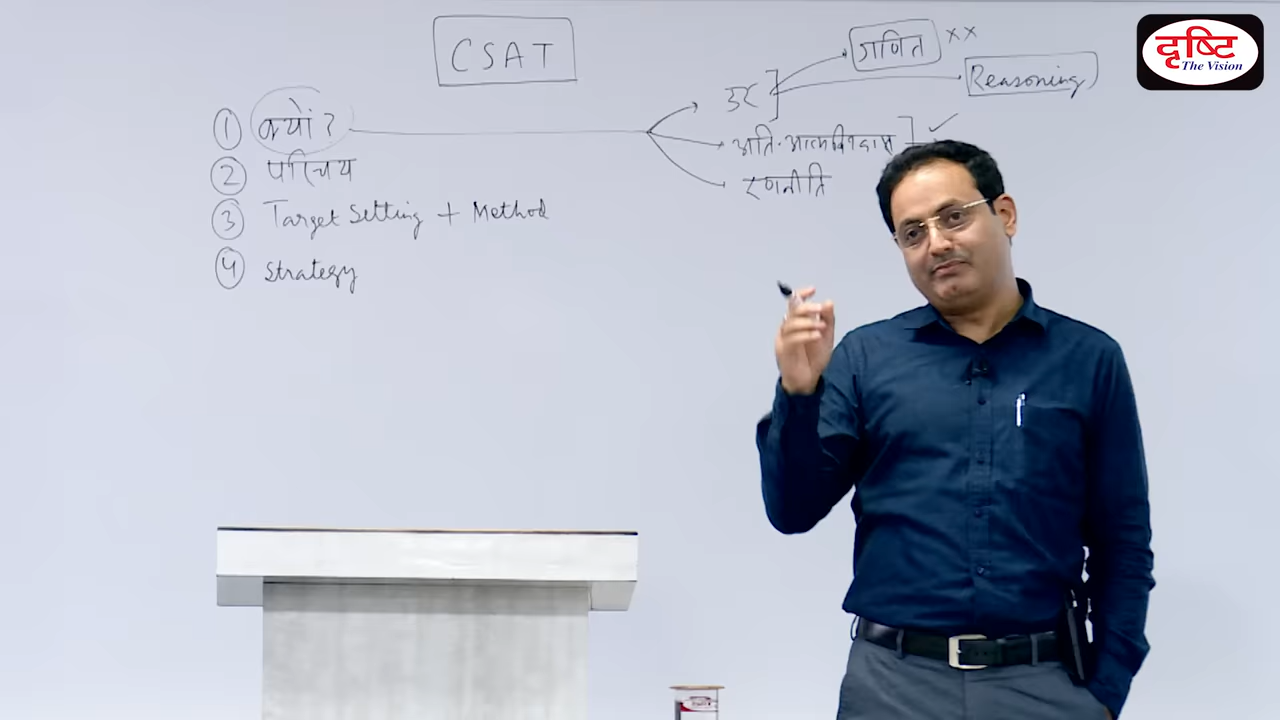 CSAT
① क्यों?
② परिचय
③ Target Setting + Method
④ Strategy
डर
गणित ××
Reasoning
अति-आत्मविश्वास ✓
रणनीति
दृष्टि
The Vision